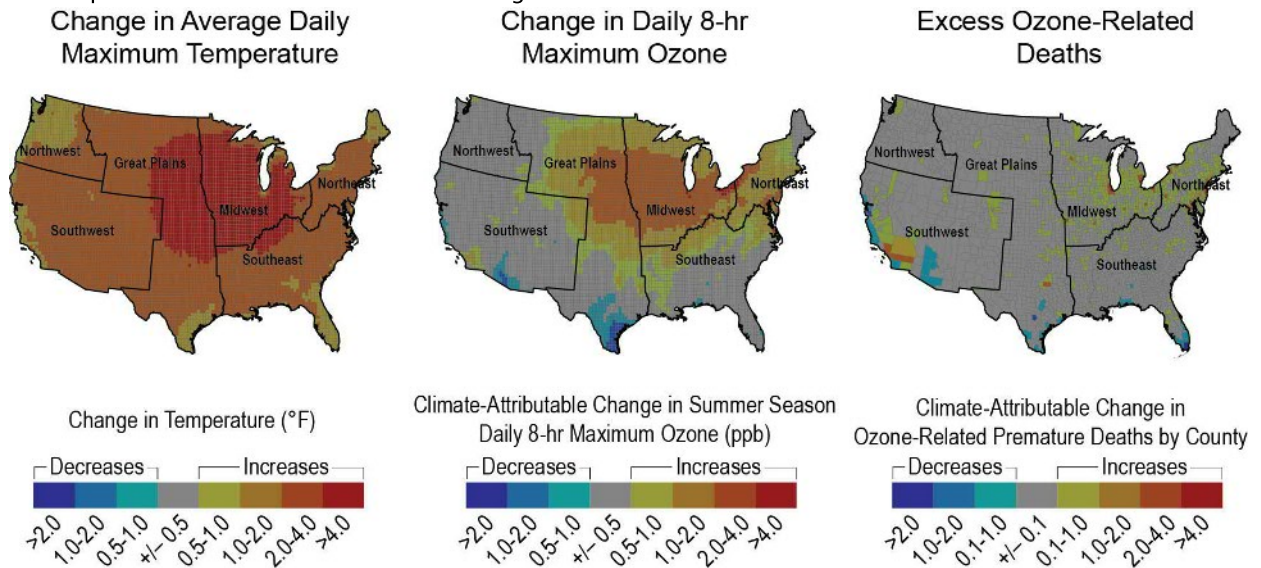 Change in Average Daily
Maximum Temperature
Northwest
Great Plains
Midwest
Northeast
Southwest
Southeast
Change in Temperature (°F)
Decreases
Increases
>2.0
1.0-2.0
0.5-1.0
+/– 0.5
0.5-1.0
1.0-2.0
2.0-4.0
>4.0
Change in Daily 8-hr
Maximum Ozone
Northwest
Great Plains
Midwest
Northeast
Southwest
Southeast
Climate-Attributable Change in Summer Season
Daily 8-hr Maximum Ozone (ppb)
Decreases
Increases
>2.0
1.0-2.0
0.5-1.0
+/– 0.5
0.5-1.0
1.0-2.0
2.0-4.0
>4.0
Excess Ozone-Related
Deaths
Northwest
Great Plains
Midwest
Northeast
Southwest
Southeast
Climate-Attributable Change in
Ozone-Related Premature Deaths by County
Decreases
Increases
>2.0
1.0-2.0
0.1-1.0
+/– 0.1
0.1-1.0
1.0-2.0
2.0-4.0
>4.0